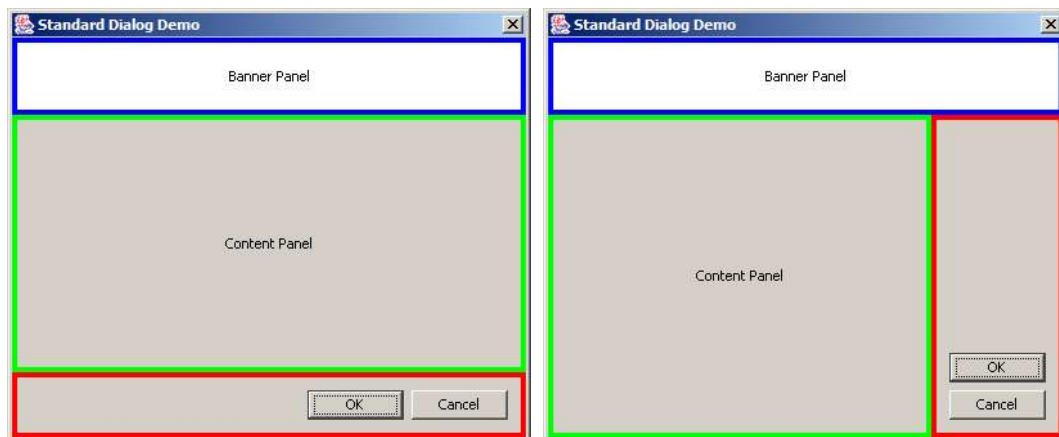 Standard Dialog Demo
Banner Panel
Content Panel
OK Cancel
Standard Dialog Demo
Banner Panel
Content Panel
OK
Cancel